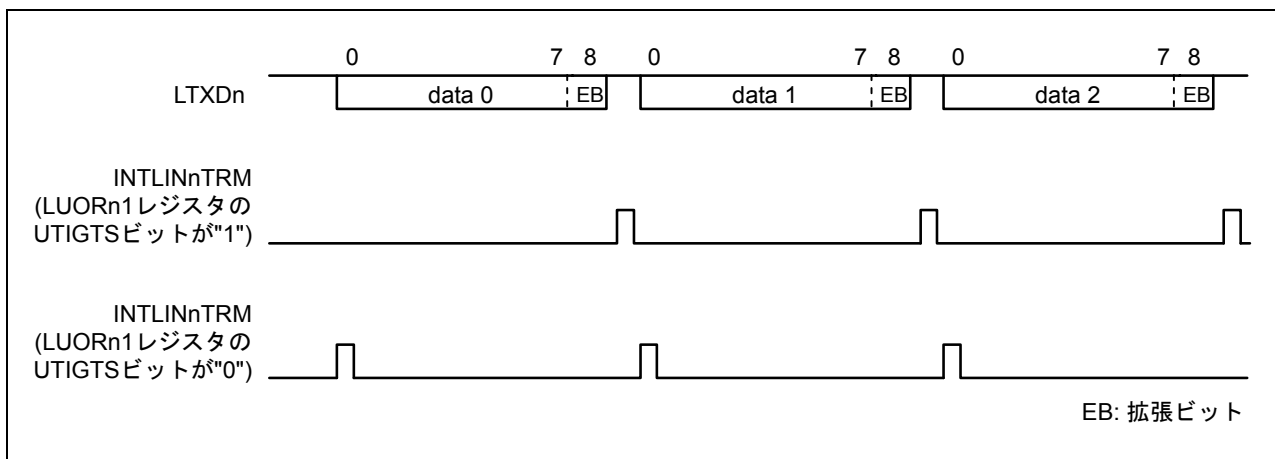 0 7 8 0 7 8 0 7 8
LTXDn data 0 EB data 1 EB data 2 EB
INTLINnTRM
(LUORn1レジスタの
UTIGTSビットが"1")
INTLINnTRM
(LUORn1レジスタの
UTIGTSビットが"0")
EB: 拡張ビット